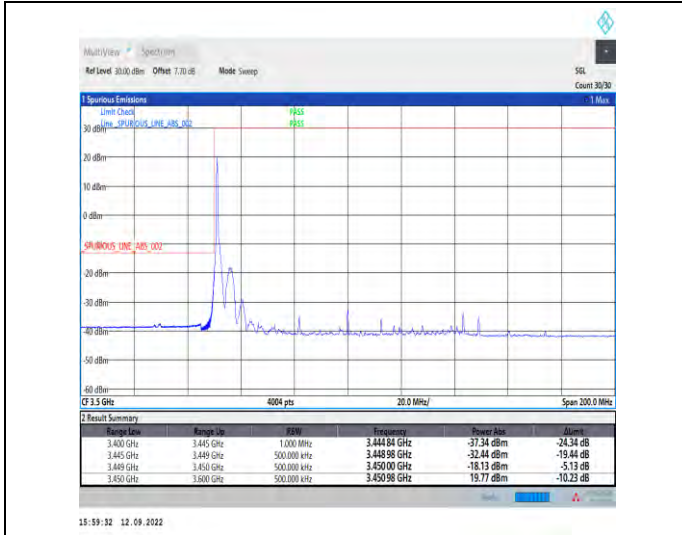 MultiView Spectrum
Ref Level 30.00 dBm Offset 7.70 dB Mode Sweep SGL
Count 30/30
1 Spurious Emissions 1 Max
Limit Check PASS
Line _SPURIOUS_LINE_ABS_002 PASS
30 dBm
20 dBm
10 dBm
0 dBm
_SPURIOUS_LINE_ABS_002
-20 dBm
-30 dBm
-40 dBm
-50 dBm
-60 dBm
CF 3.5 GHz 4004 pts 20.0 MHz/ Span 200.0 MHz
2 Result Summary
Range Low Range Up RBW Frequency Power Abs ΔLimit
3.400 GHz 3.445 GHz 1.000 MHz 3.444 84 GHz -37.34 dBm -24.34 dB
3.445 GHz 3.449 GHz 500.000 kHz 3.448 98 GHz -32.44 dBm -19.44 dB
3.449 GHz 3.450 GHz 500.000 kHz 3.450 00 GHz -18.13 dBm -5.13 dB
3.450 GHz 3.600 GHz 500.000 kHz 3.450 98 GHz 19.77 dBm -10.23 dB
15:59:32 12.09.2022